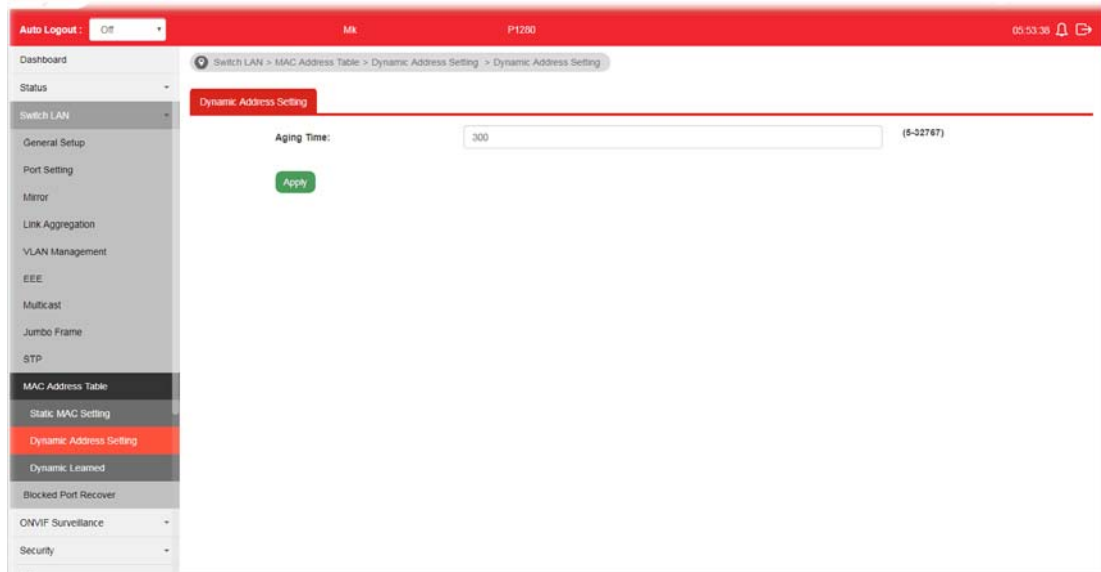 Auto Logout : Off Mk P1280 05:53:38
Dashboard
Switch LAN > MAC Address Table > Dynamic Address Setting > Dynamic Address Setting
Status
Dynamic Address Setting
Switch LAN
Aging Time: 300 (5-32767)
General Setup
Port Setting
Apply
Mirror
Link Aggregation
VLAN Management
EEE
Multicast
Jumbo Frame
STP
MAC Address Table
Static MAC Setting
Dynamic Address Setting
Dynamic Learned
Blocked Port Recover
ONVIF Surveillance
Security